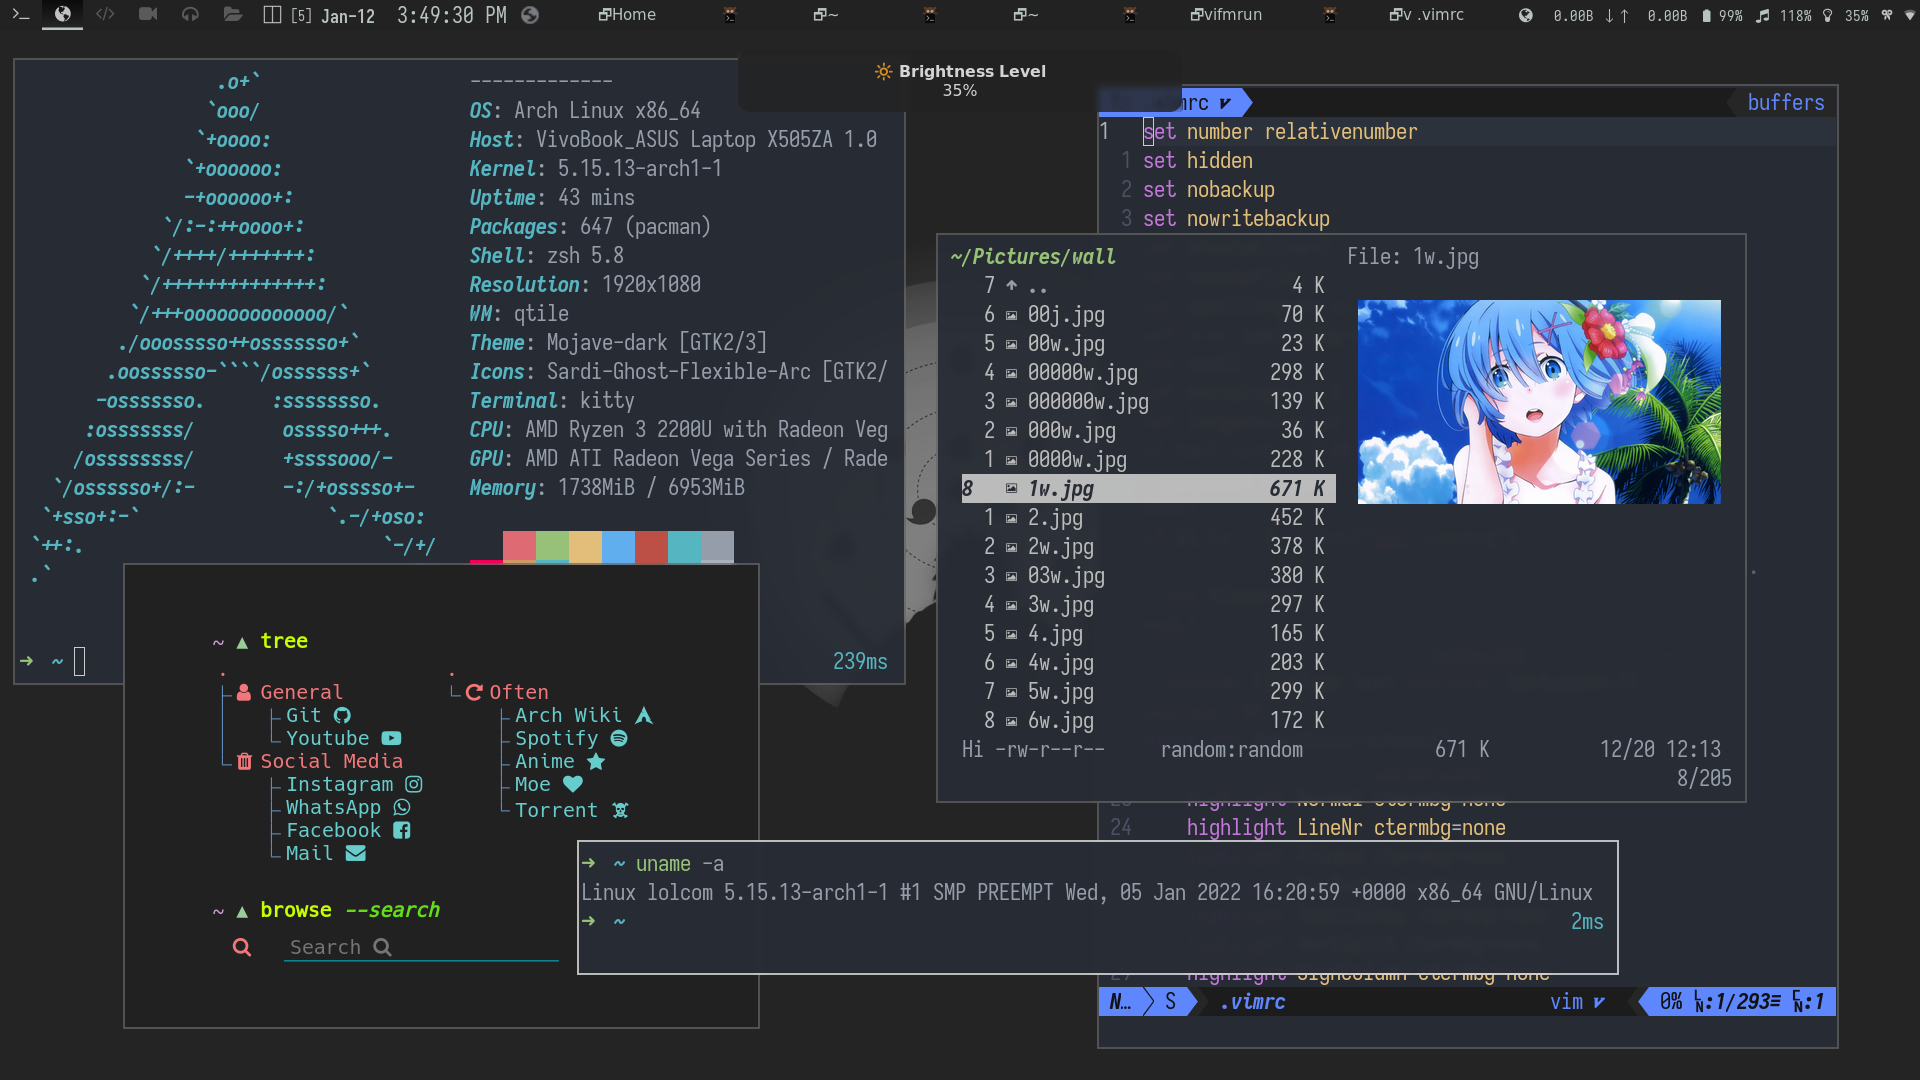 [5] Jan-12 3:49:30 PM Home ~ ~ vifmrun v .vimrc 0.00B ↓↑ 0.00B 99% 118% 35%
Brightness Level
35%
.o+`
`ooo/
`+oooo:
`+oooooo:
-+oooooo+:
`/:-:++oooo+:
`/++++/+++++++:
`/++++++++++++++:
`/+++ooooooooooooo/`
./ooosssso++osssssso+`
.oossssso-````/ossssss+`
-osssssso. :ssssssso.
:osssssss/ osssso+++.
/ossssssss/ +ssssooo/-
`/ossssso+/:- -:/+osssso+-
`+sso+:-` `.-/+oso:
`++:. `-/+/
.`
-------------
OS: Arch Linux x86_64
Host: VivoBook_ASUS Laptop X505ZA 1.0
Kernel: 5.15.13-arch1-1
Uptime: 43 mins
Packages: 647 (pacman)
Shell: zsh 5.8
Resolution: 1920x1080
WM: qtile
Theme: Mojave-dark [GTK2/3]
Icons: Sardi-Ghost-Flexible-Arc [GTK2/
Terminal: kitty
CPU: AMD Ryzen 3 2200U with Radeon Veg
GPU: AMD ATI Radeon Vega Series / Rade
Memory: 1738MiB / 6953MiB
➜ ~ 239ms
~ ▲ tree
General
Git
Youtube
Social Media
Instagram
WhatsApp
Facebook
Mail
Often
Arch Wiki
Spotify
Anime
Moe
Torrent
~ ▲ browse --search
Search
mrc buffers
1 set number relativenumber
1 set hidden
2 set nobackup
3 set nowritebackup
~/Pictures/wall File: 1w.jpg
7 .. 4 K
6 00j.jpg 70 K
5 00w.jpg 23 K
4 00000w.jpg 298 K
3 000000w.jpg 139 K
2 000w.jpg 36 K
1 0000w.jpg 228 K
8 1w.jpg 671 K
1 2.jpg 452 K
2 2w.jpg 378 K
3 03w.jpg 380 K
4 3w.jpg 297 K
5 4.jpg 165 K
6 4w.jpg 203 K
7 5w.jpg 299 K
8 6w.jpg 172 K
Hi -rw-r--r-- random:random 671 K 12/20 12:13
8/205
highlight Normal ctermbg=none
24 highlight LineNr ctermbg=none
➜ ~ uname -a
Linux lolcom 5.15.13-arch1-1 #1 SMP PREEMPT Wed, 05 Jan 2022 16:20:59 +0000 x86_64 GNU/Linux
➜ ~ 2ms
highlight SignColumn ctermbg=none
N… S .vimrc vim 0% LN:1/293≡ CN:1